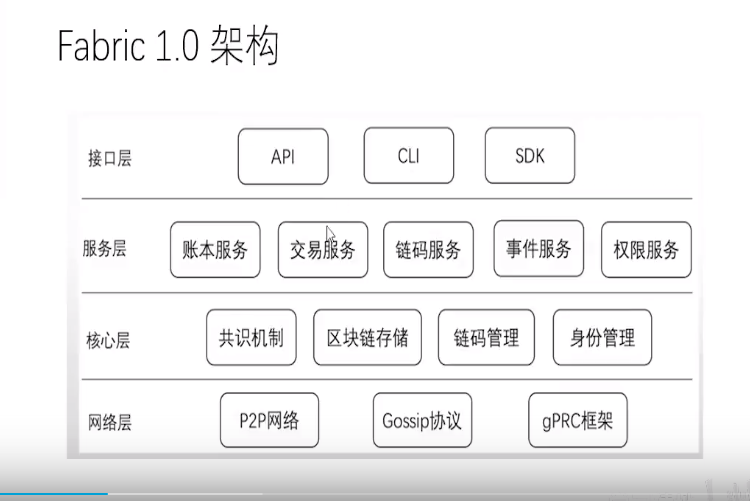 Fabric 1.0 架构
接口层 API CLI SDK
服务层 账本服务 交易服务 链码服务 事件服务 权限服务
核心层 共识机制 区块链存储 链码管理 身份管理
网络层 P2P网络 Gossip协议 gPRC框架